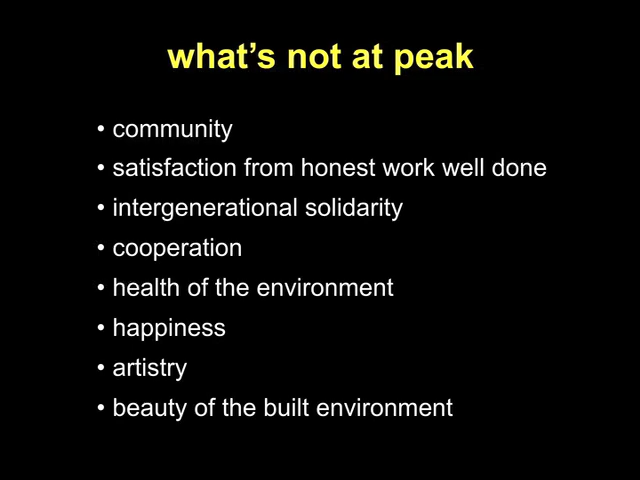 what's not at peak
• community
• satisfaction from honest work well done
• intergenerational solidarity
• cooperation
• health of the environment
• happiness
• artistry
• beauty of the built environment